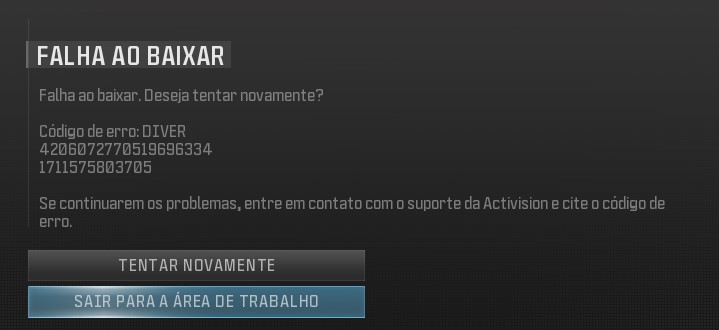 FALHA AO BAIXAR
Falha ao baixar. Deseja tentar novamente?
Código de erro: DIVER
4206072770519696334
1711575803705
Se continuarem os problemas, entre em contato com o suporte da Activision e cite o código de
erro.
TENTAR NOVAMENTE
SAIR PARA A ÁREA DE TRABALHO